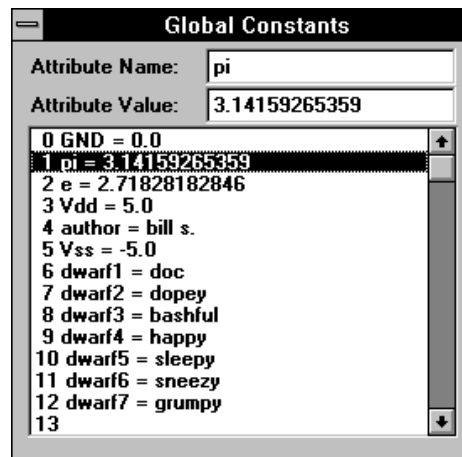 Global Constants
Attribute Name: pi
Attribute Value: 3.14159265359
0 GND = 0.0
1 pi = 3.14159265359
2 e = 2.71828182846
3 Vdd = 5.0
4 author = bill s.
5 Vss = -5.0
6 dwarf1 = doc
7 dwarf2 = dopey
8 dwarf3 = bashful
9 dwarf4 = happy
10 dwarf5 = sleepy
11 dwarf6 = sneezy
12 dwarf7 = grumpy
13